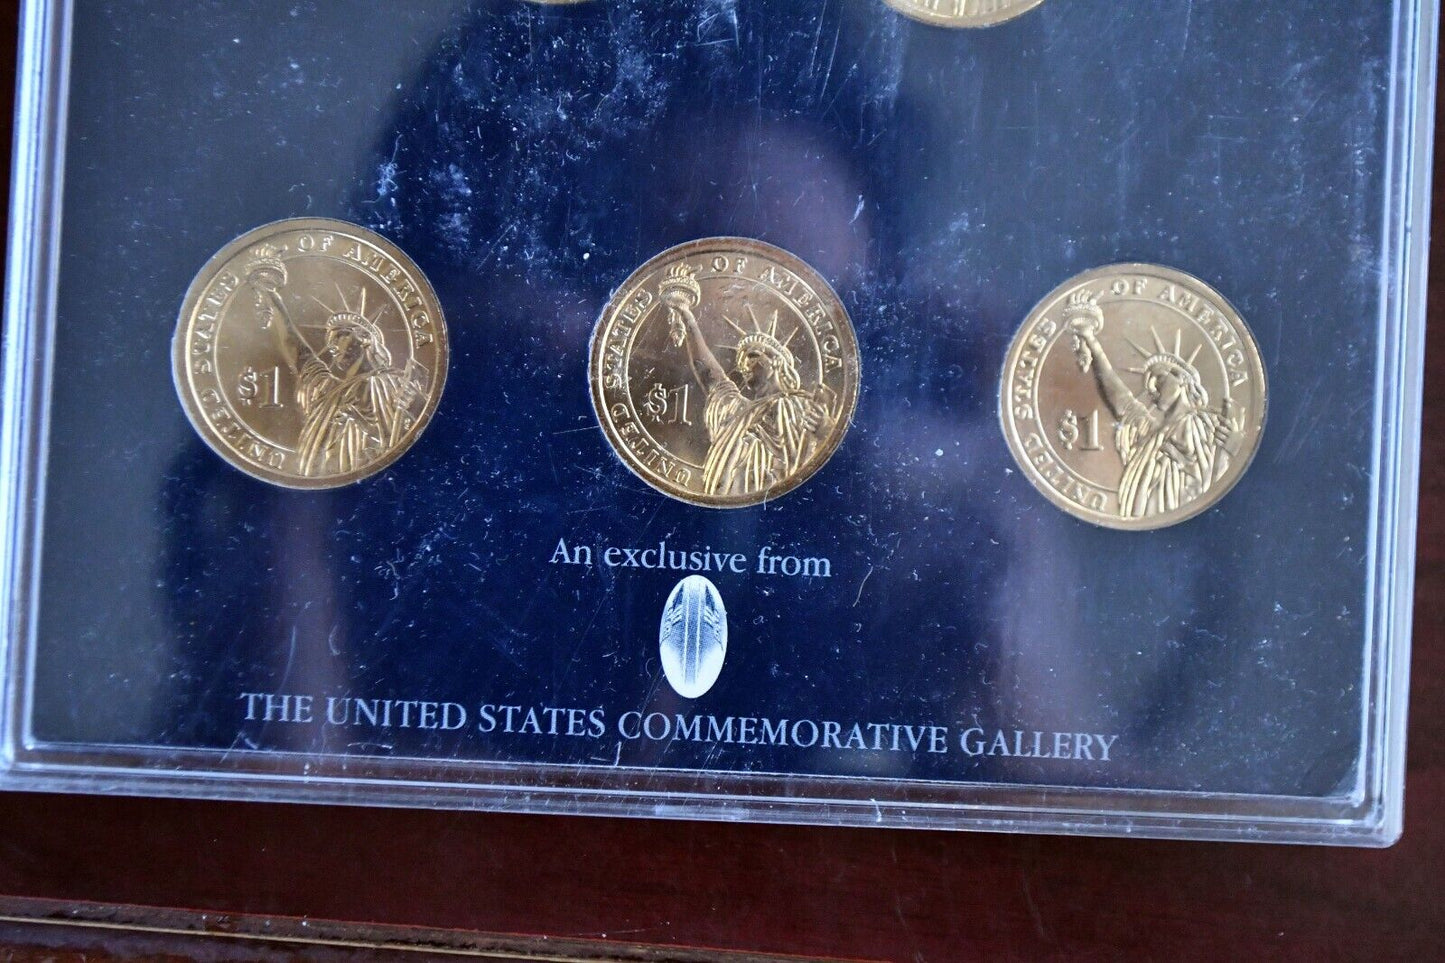 UNITED STATES OF AMERICA
$1
UNITED STATES OF AMERICA
$1
UNITED STATES OF AMERICA
$1
An exclusive from
THE UNITED STATES COMMEMORATIVE GALLERY